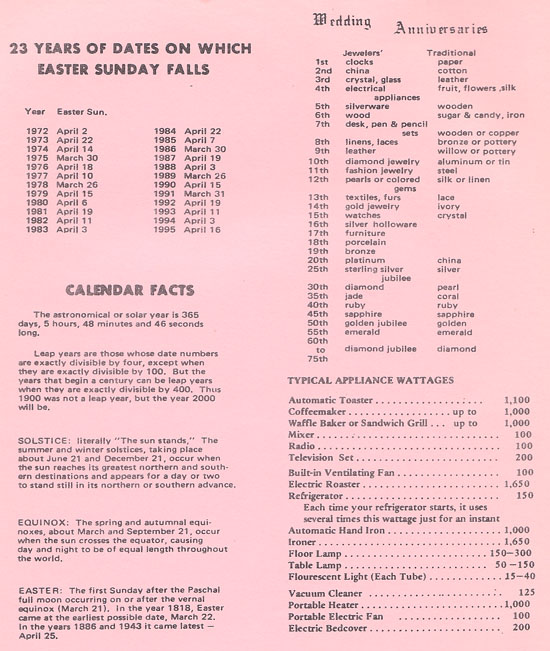 23 YEARS OF DATES ON WHICH
EASTER SUNDAY FALLS
Year Easter Sun.
1972 April 2
1973 April 22
1974 April 14
1975 March 30
1976 April 18
1977 April 10
1978 March 26
1979 April 15
1980 April 6
1981 April 19
1982 April 11
1983 April 3
1984 April 22
1985 April 7
1986 March 30
1987 April 19
1988 April 3
1989 March 26
1990 April 15
1991 March 31
1992 April 19
1993 April 11
1994 April 3
1995 April 16
CALENDAR FACTS
The astronomical or solar year is 365
days, 5 hours, 48 minutes and 46 seconds
long.
Leap years are those whose date numbers
are exactly divisible by four, except when
they are exactly divisible by 100. But the
years that begin a century can be leap years
when they are exactly divisible by 400. Thus
1900 was not a leap year, but the year 2000
will be.
SOLSTICE: literally "The sun stands," The
summer and winter solstices, taking place
about June 21 and December 21, occur when
the sun reaches its greatest northern and south-
ern destinations and appears for a day or two
to stand still in its northern or southern advance.
EQUINOX: The spring and autumnal equi-
noxes, about March and September 21, occur
when the sun crosses the equator, causing
day and night to be of equal length throughout
the world.
EASTER: The first Sunday after the Paschal
full moon occurring on or after the vernal
equinox (March 21). In the year 1818, Easter
came at the earliest possible date, March 22.
In the years 1886 and 1943 it came latest —
April 25.
Wedding Anniversaries
Jewelers' Traditional
1st clocks paper
2nd china cotton
3rd crystal, glass leather
4th electrical fruit, flowers ,silk
appliances
5th silverware wooden
6th wood sugar & candy, iron
7th desk, pen & pencil
sets wooden or copper
8th linens, laces bronze or pottery
9th leather willow or pottery
10th diamond jewelry aluminum or tin
11th fashion jewelry steel
12th pearls or colored silk or linen
gems
13th textiles, furs lace
14th gold jewelry ivory
15th watches crystal
16th silver holloware
17th furniture
18th porcelain
19th bronze
20th platinum china
25th sterling silver silver
jubilee
30th diamond pearl
35th jade coral
40th ruby ruby
45th sapphire sapphire
50th golden jubilee golden
55th emerald emerald
60th
to diamond jubilee diamond
75th
TYPICAL APPLIANCE WATTAGES
Automatic Toaster 1,100
Coffeemaker up to 1,000
Waffle Baker or Sandwich Grill up to 1,000
Mixer 100
Radio 100
Television Set 200
Built-in Ventilating Fan 100
Electric Roaster 1,650
Refrigerator 150
Each time your refrigerator starts, it uses
several times this wattage just for an instant
Automatic Hand Iron 1,000
Ironer 1,650
Floor Lamp 150-300
Table Lamp 50-150
Flourescent Light (Each Tube) 15-40
Vacuum Cleaner 125
Portable Heater 1,000
Portable Electric Fan 100
Electric Bedcover 200